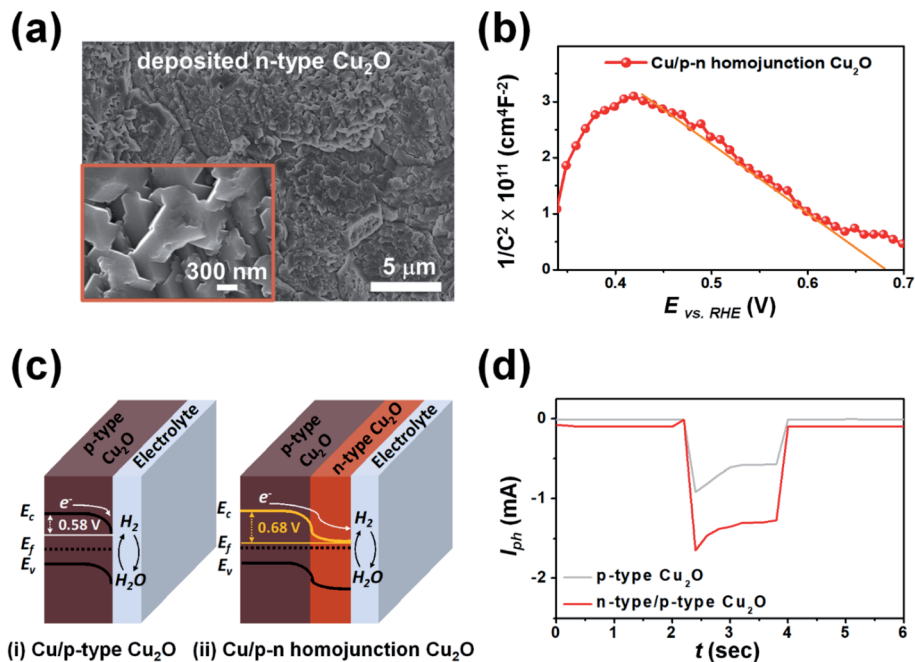 (a)
deposited n-type Cu₂O
300 nm
5 μm
(b)
Cu/p-n homojunction Cu₂O
1/C² x 10¹¹ (cm⁴F⁻²)
3
2
1
0
0.4
0.5
0.6
0.7
E vs. RHE (V)
(c)
p-type
Cu₂O
Electrolyte
Ec
e⁻
0.58 V
H₂
Ef
Ev
H₂O
(i) Cu/p-type Cu₂O
p-type
Cu₂O
n-type Cu₂O
Electrolyte
Ec
e⁻
0.68 V
H₂
Ef
Ev
H₂O
(ii) Cu/p-n homojunction Cu₂O
(d)
Iph (mA)
0
-1
-2
p-type Cu₂O
n-type/p-type Cu₂O
0
1
2
3
4
5
6
t (sec)